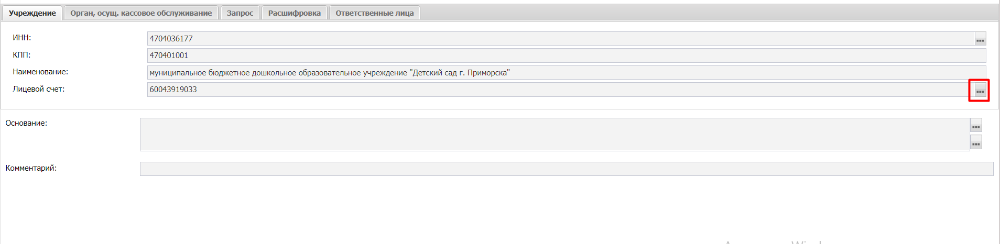 Учреждение Орган, осущ. кассовое обслуживание Запрос Расшифровка Ответственные лица
ИНН: 4704036177
КПП: 470401001
Наименование: муниципальное бюджетное дошкольное образовательное учреждение "Детский сад г. Приморска"
Лицевой счет: 60043919033
Основание:
Комментарий: